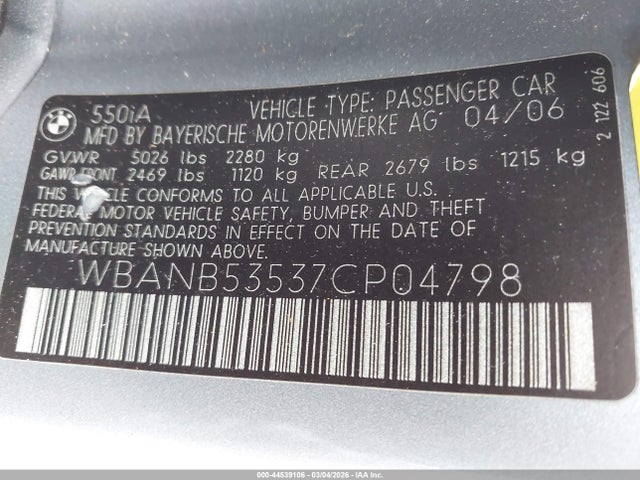 BMW
550iA VEHICLE TYPE: PASSENGER CAR
MFD BY BAYERISCHE MOTORENWERKE AG 04/06
GVWR 5026 lbs 2280 kg
GAWR FRONT 2469 lbs 1120 kg REAR 2679 lbs 1215 kg
THIS VEHICLE CONFORMS TO ALL APPLICABLE U.S.
FEDERAL MOTOR VEHICLE SAFETY, BUMPER AND THEFT
PREVENTION STANDARDS IN EFFECT ON THE DATE OF
MANUFACTURE SHOWN ABOVE.
WBANB53537CP04798
2 122 606
000-44539106 - 03/04/2026 - IAAI.com